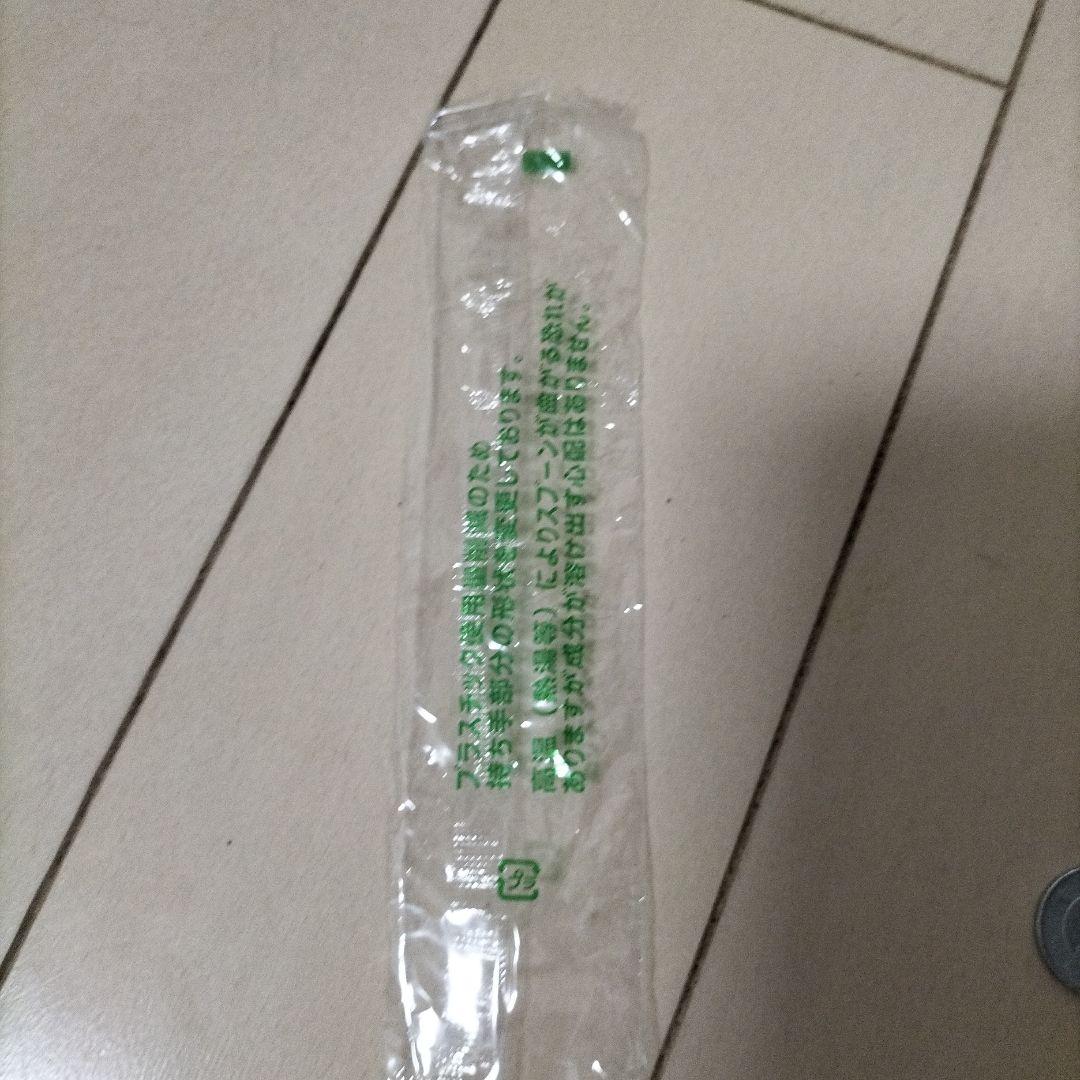 プラスチック使用量削減のため
持ち手部分の形状を変更しております。
高温（熱湯等）によりスプーンが曲がる恐れが
ありますが成分が溶け出す心配はありません。
プラ